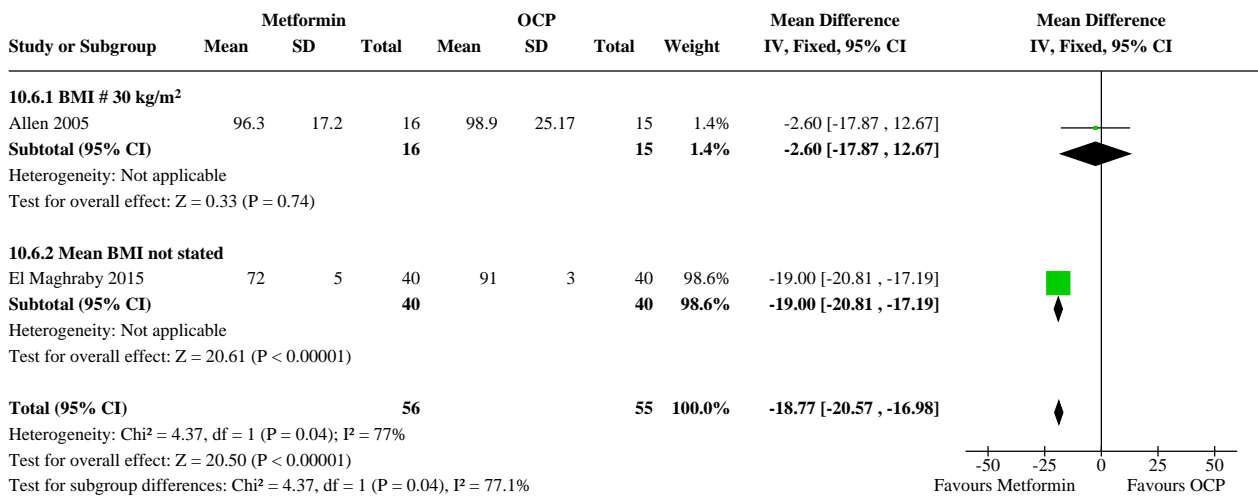 Metformin OCP Mean Difference Mean Difference
Study or Subgroup Mean SD Total Mean SD Total Weight IV, Fixed, 95% CI IV, Fixed, 95% CI
10.6.1 BMI # 30 kg/m²
Allen 2005 96.3 17.2 16 98.9 25.17 15 1.4% -2.60 [-17.87 , 12.67]
Subtotal (95% CI) 16 15 1.4% -2.60 [-17.87 , 12.67]
Heterogeneity: Not applicable
Test for overall effect: Z = 0.33 (P = 0.74)
10.6.2 Mean BMI not stated
El Maghraby 2015 72 5 40 91 3 40 98.6% -19.00 [-20.81 , -17.19]
Subtotal (95% CI) 40 40 98.6% -19.00 [-20.81 , -17.19]
Heterogeneity: Not applicable
Test for overall effect: Z = 20.61 (P < 0.00001)
Total (95% CI) 56 55 100.0% -18.77 [-20.57 , -16.98]
Heterogeneity: Chi² = 4.37, df = 1 (P = 0.04); I² = 77%
Test for overall effect: Z = 20.50 (P < 0.00001)
Test for subgroup differences: Chi² = 4.37, df = 1 (P = 0.04), I² = 77.1%
-50 -25 0 25 50
Favours Metformin Favours OCP